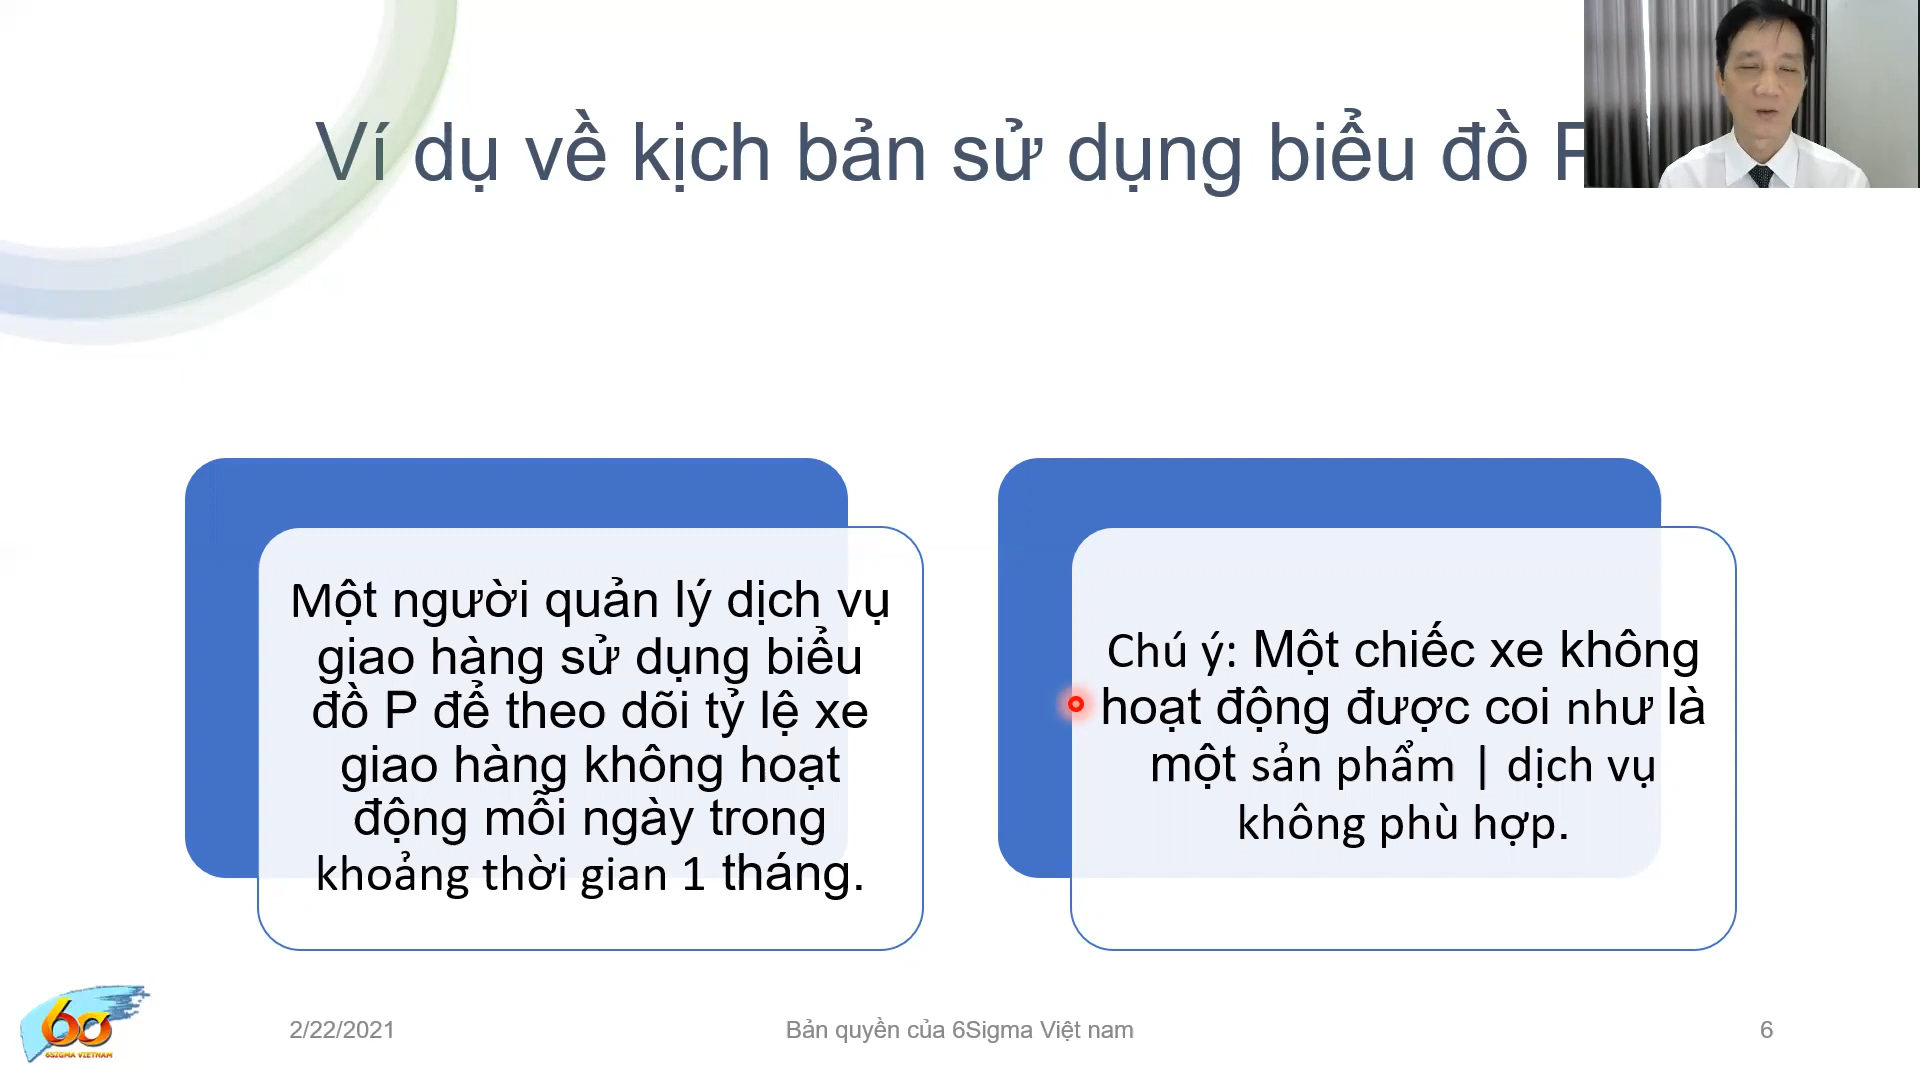 Ví dụ về kịch bản sử dụng biểu đồ P
Một người quản lý dịch vụ
giao hàng sử dụng biểu
đồ P để theo dõi tỷ lệ xe
giao hàng không hoạt
động mỗi ngày trong
khoảng thời gian 1 tháng.
Chú ý: Một chiếc xe không
hoạt động được coi như là
một sản phẩm | dịch vụ
không phù hợp.
6σ
6SIGMA VIETNAM
2/22/2021
Bản quyền của 6Sigma Việt nam
6